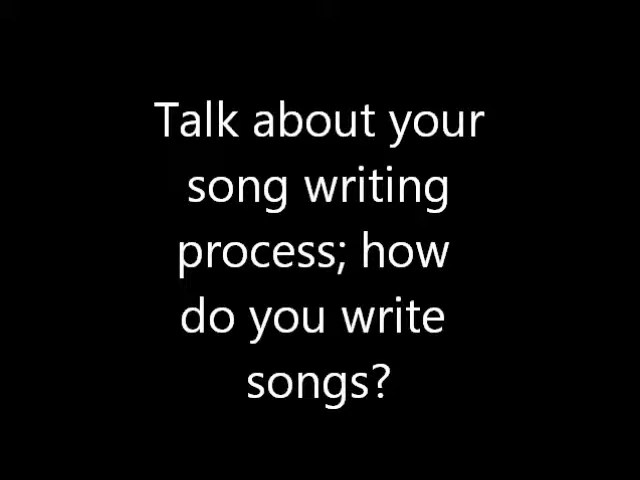 Talk about your
song writing
process; how
do you write
songs?